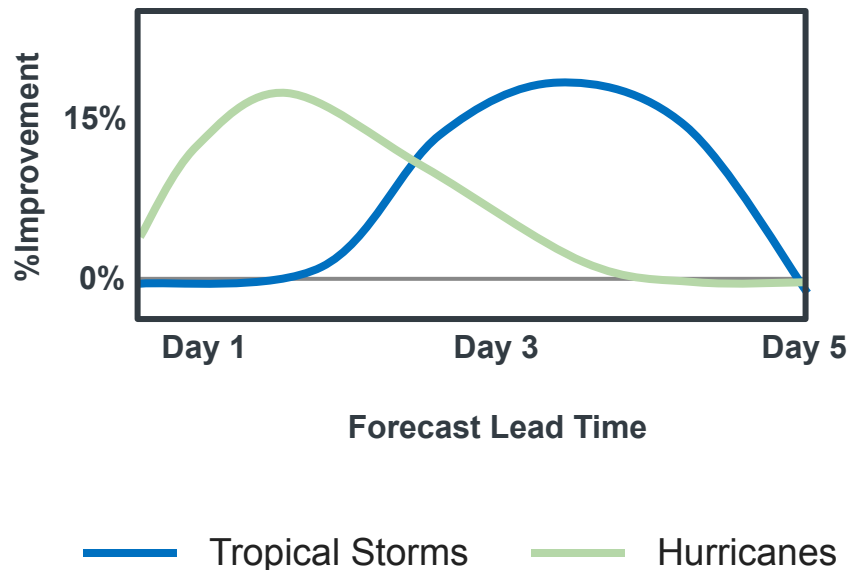 %Improvement
15%
0%
Day 1 Day 3 Day 5
Forecast Lead Time
Tropical Storms Hurricanes